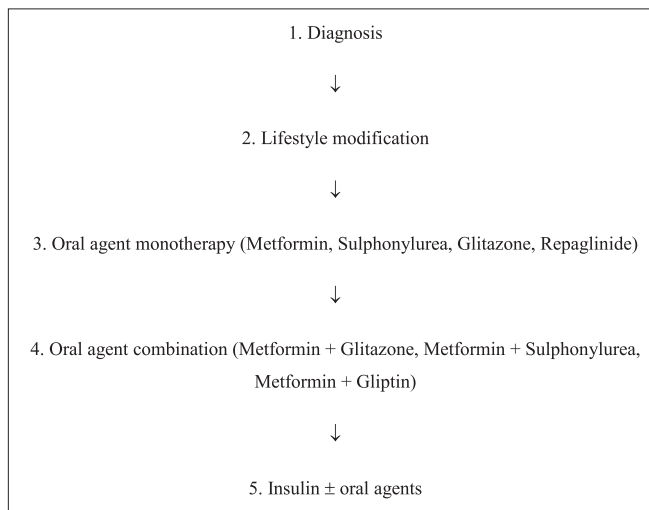 1. Diagnosis
↓
2. Lifestyle modification
↓
3. Oral agent monotherapy (Metformin, Sulphonylurea, Glitazone, Repaglinide)
↓
4. Oral agent combination (Metformin + Glitazone, Metformin + Sulphonylurea,
Metformin + Gliptin)
↓
5. Insulin ± oral agents